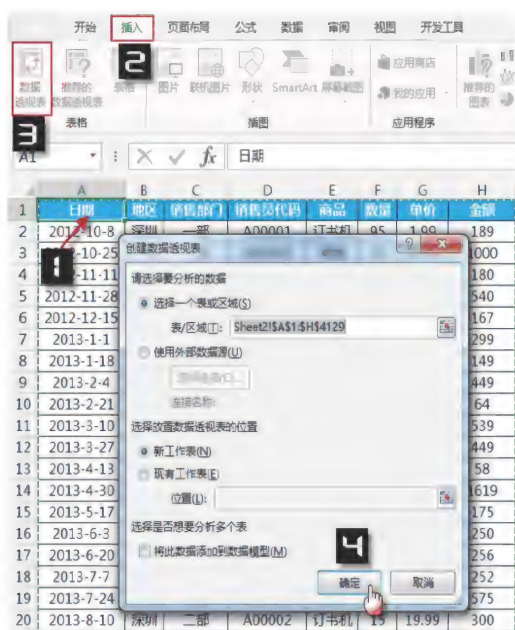 开始 插入 页面布局 公式 数据 审阅 视图 开发工具
2
数据透视表 推荐的数据透视表 表格 图片 联机图片 形状 SmartArt 屏幕截图 应用商店 我的应用 推荐的图表
3
表格 插图 应用程序
A1 fx 日期
A B C D E F G H
1 日期 地区 销售部门 销售员代码 商品 数量 单价 金额
2 2012-10-8 深圳 一部 A00001 订书机 95 1.99 189
3 -10-25 1000
1
4 -11-11 180
5 2012-11-28 540
6 2012-12-15 167
7 2013-1-1 299
8 2013-1-18 149
9 2013-2-4 449
10 2013-2-21 64
11 2013-3-10 539
12 2013-3-27 449
13 2013-4-13 58
14 2013-4-30 1619
15 2013-5-17 175
16 2013-6-3 250
17 2013-6-20 256
18 2013-7-7 252
19 2013-7-24 575
20 2013-8-10 深圳 二部 A00002 订书机 15 19.99 300
创建数据透视表
请选择要分析的数据
选择一个表或区域(S)
表/区域(T): Sheet2!$A$1:$H$4129
使用外部数据源(U)
连接名称:
选择放置数据透视表的位置
新工作表(N)
现有工作表(E)
位置(L):
选择是否想要分析多个表
将此数据添加到数据模型(M)
4
确定 取消